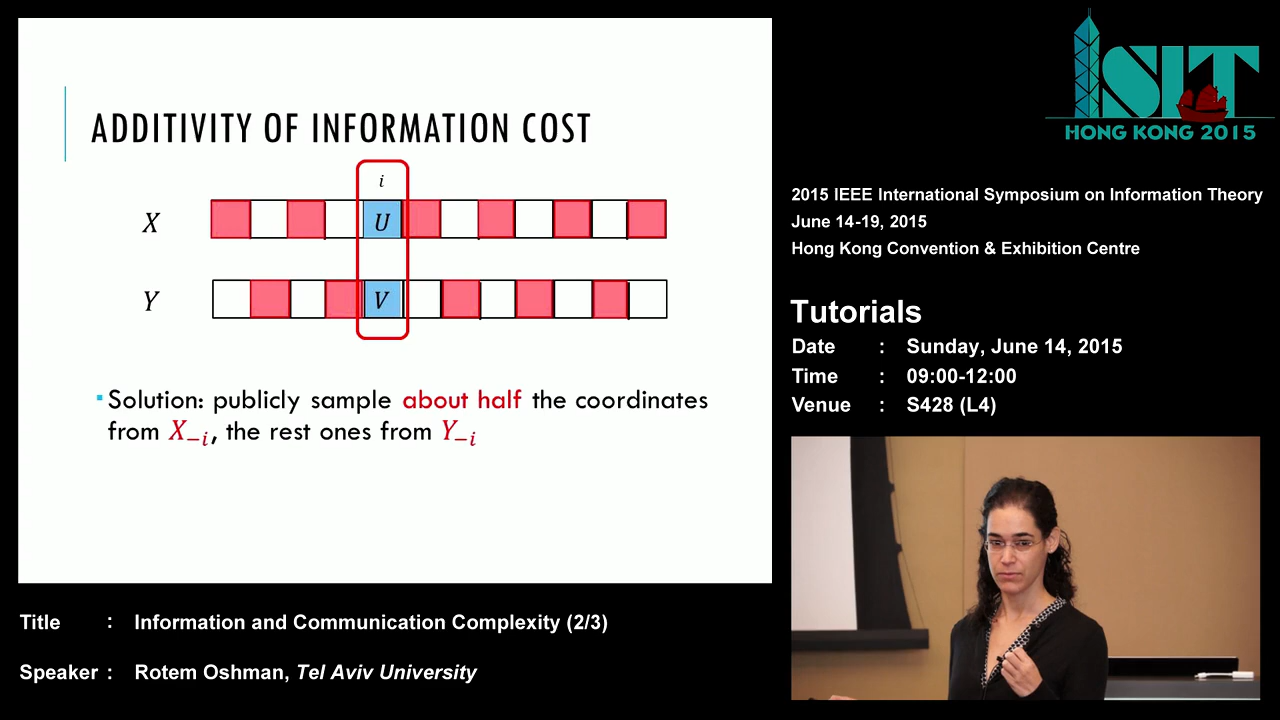 ADDITIVITY OF INFORMATION COST
i
X U
Y V
Solution: publicly sample about half the coordinates
from X₋ᵢ, the rest ones from Y₋ᵢ
ISIT
HONG KONG 2015
2015 IEEE International Symposium on Information Theory
June 14-19, 2015
Hong Kong Convention & Exhibition Centre
Tutorials
Date : Sunday, June 14, 2015
Time : 09:00-12:00
Venue : S428 (L4)
Title : Information and Communication Complexity (2/3)
Speaker : Rotem Oshman, Tel Aviv University